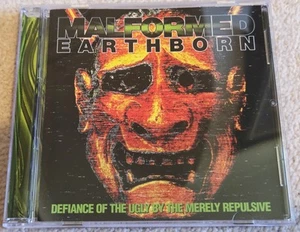 MALFORMED
EARTHBORN
DEFIANCE OF THE UGLY BY THE MERELY REPULSIVE